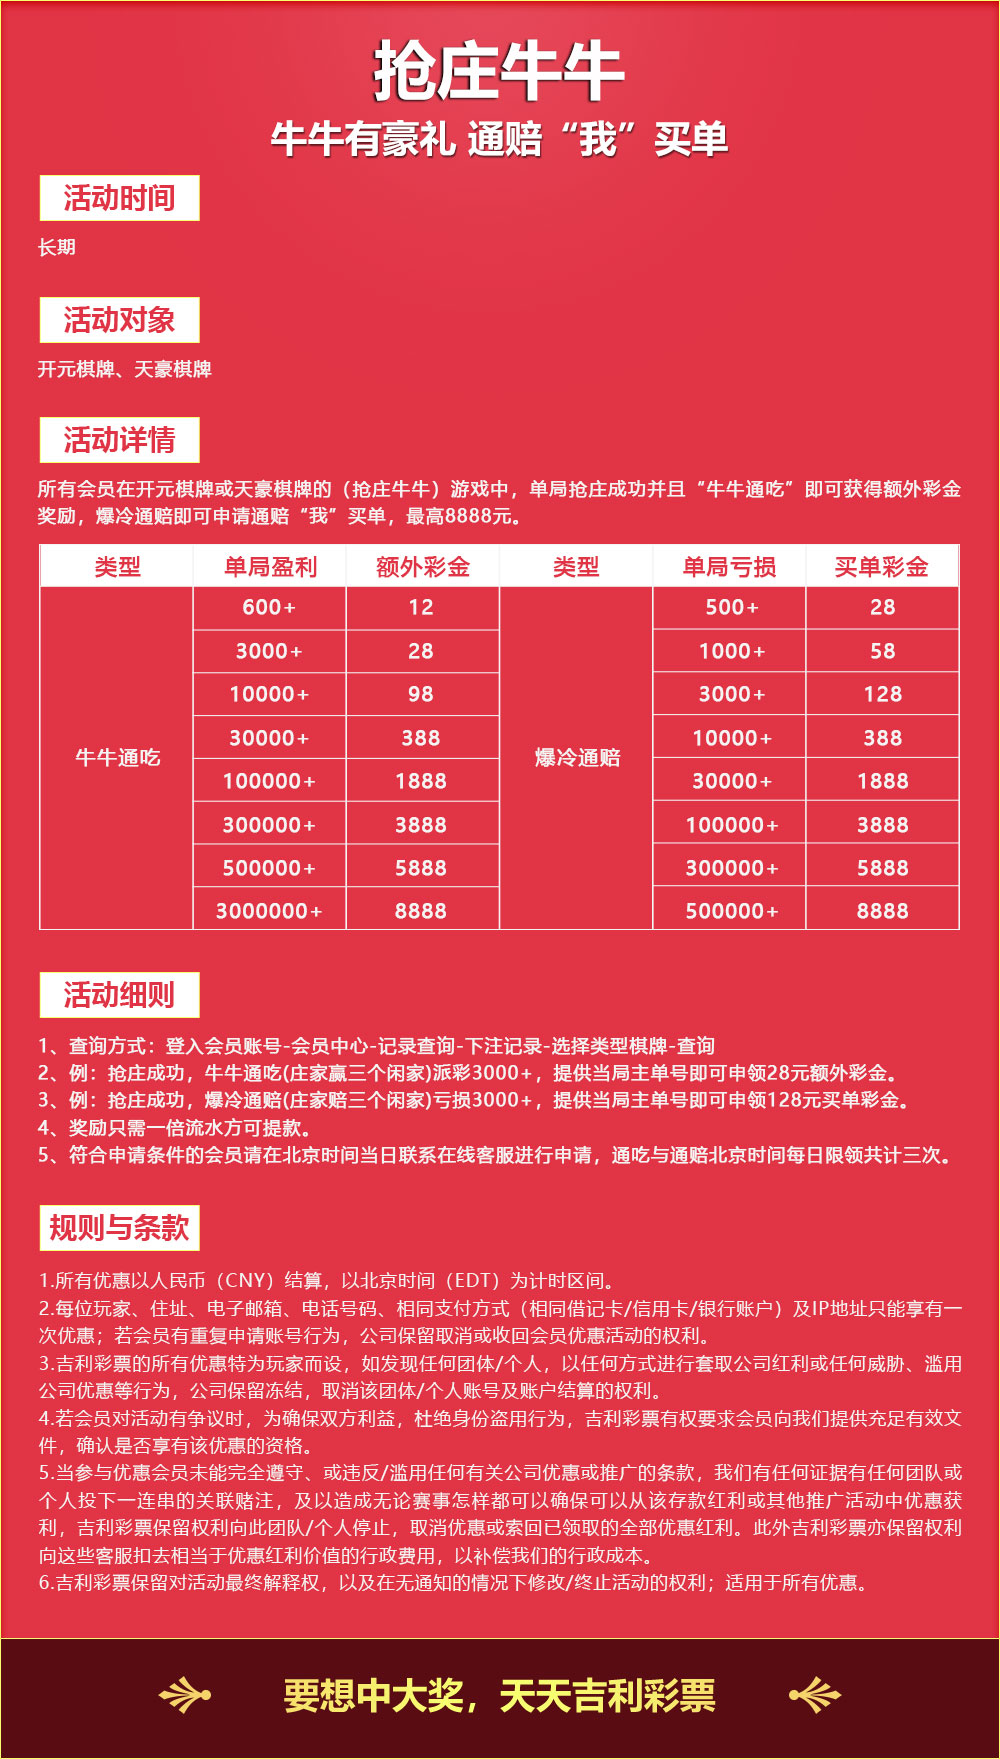 抢庄牛牛
牛牛有豪礼 通赔“我”买单
活动时间
长期
活动对象
开元棋牌、天豪棋牌
活动详情
所有会员在开元棋牌或天豪棋牌的（抢庄牛牛）游戏中，单局抢庄成功并且“牛牛通吃”即可获得额外彩金
奖励，爆冷通赔即可申请通赔“我”买单，最高8888元。
类型 单局盈利 额外彩金 类型 单局亏损 买单彩金
600+ 12 500+ 28
3000+ 28 1000+ 58
10000+ 98 3000+ 128
30000+ 388 10000+ 388
牛牛通吃 爆冷通赔
100000+ 1888 30000+ 1888
300000+ 3888 100000+ 3888
500000+ 5888 300000+ 5888
3000000+ 8888 500000+ 8888
活动细则
1、查询方式：登入会员账号-会员中心-记录查询-下注记录-选择类型棋牌-查询
2、例：抢庄成功，牛牛通吃(庄家赢三个闲家)派彩3000+，提供当局主单号即可申领28元额外彩金。
3、例：抢庄成功，爆冷通赔(庄家赔三个闲家)亏损3000+，提供当局主单号即可申领128元买单彩金。
4、奖励只需一倍流水方可提款。
5、符合申请条件的会员请在北京时间当日联系在线客服进行申请，通吃与通赔北京时间每日限领共计三次。
规则与条款
1.所有优惠以人民币（CNY）结算，以北京时间（EDT）为计时区间。
2.每位玩家、住址、电子邮箱、电话号码、相同支付方式（相同借记卡/信用卡/银行账户）及IP地址只能享有一
次优惠；若会员有重复申请账号行为，公司保留取消或收回会员优惠活动的权利。
3.吉利彩票的所有优惠特为玩家而设，如发现任何团体/个人，以任何方式进行套取公司红利或任何威胁、滥用
公司优惠等行为，公司保留冻结，取消该团体/个人账号及账户结算的权利。
4.若会员对活动有争议时，为确保双方利益，杜绝身份盗用行为，吉利彩票有权要求会员向我们提供充足有效文
件，确认是否享有该优惠的资格。
5.当参与优惠会员未能完全遵守、或违反/滥用任何有关公司优惠或推广的条款，我们有任何证据有任何团队或
个人投下一连串的关联赌注，及以造成无论赛事怎样都可以确保可以从该存款红利或其他推广活动中优惠获
利，吉利彩票保留权利向此团队/个人停止，取消优惠或索回已领取的全部优惠红利。此外吉利彩票亦保留权利
向这些客服扣去相当于优惠红利价值的行政费用，以补偿我们的行政成本。
6.吉利彩票保留对活动最终解释权，以及在无通知的情况下修改/终止活动的权利；适用于所有优惠。
要想中大奖，天天吉利彩票